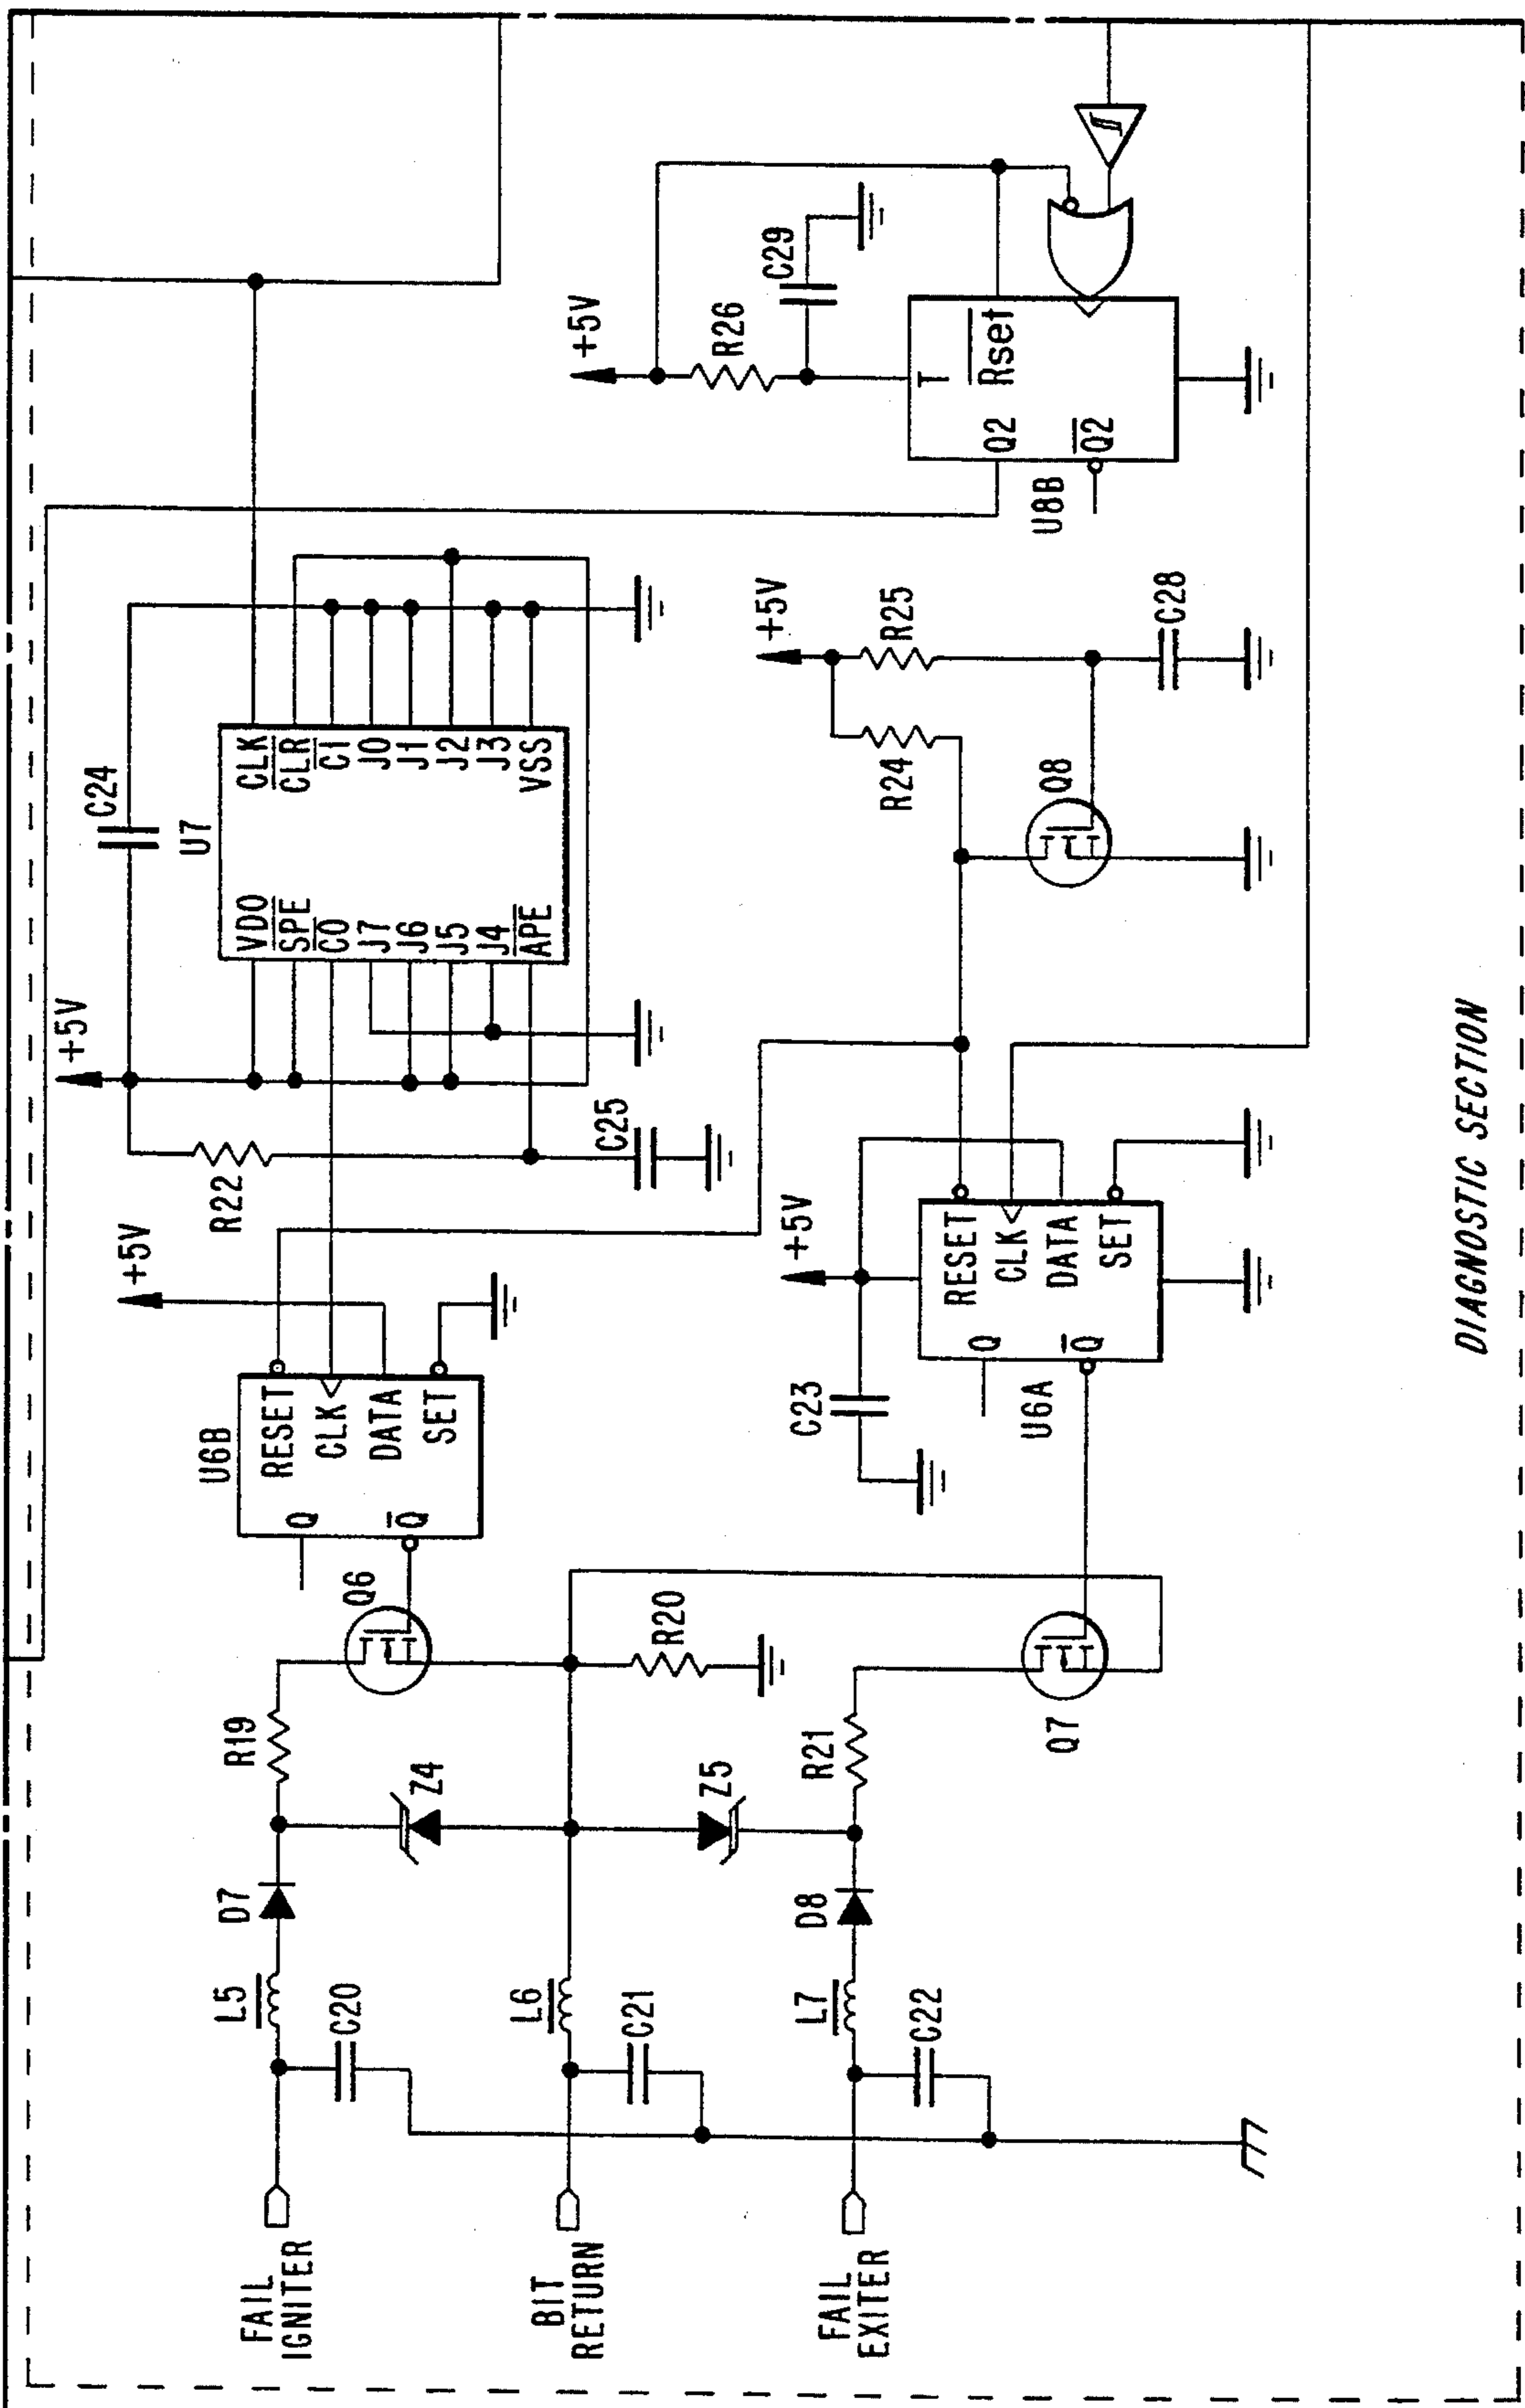 +5V
C24
U7
VDO
SPE
CO
J7
J6
J5
J4
APE
CLK
CLR
CI
J0
J1
J2
J3
VSS
R22
C25
+5V
U6B
RESET
CLK
DATA
SET
Q
Q
Q6
R19
R20
Z4
Z5
D7
L5
C20
L6
C21
D8
L7
C22
R21
Q7
FAIL
IGNITER
BIT
RETURN
FAIL
EXITER
+5V
C23
U6A
RESET
CLK
DATA
SET
Q
Q
+5V
R24
R25
Q8
C28
+5V
R26
C29
T
Rset
Q2
Q2
U8B
DIAGNOSTIC SECTION